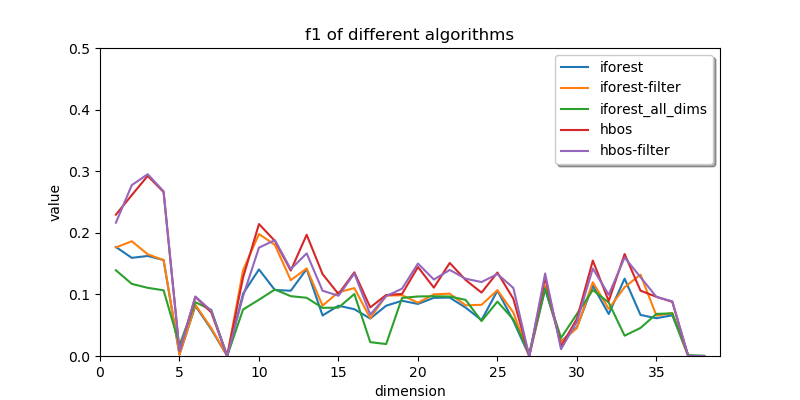 f1 of different algorithms
0.5
0.4
0.3
0.2
0.1
0.0
value
0
5
10
15
20
25
30
35
dimension
iforest
iforest-filter
iforest_all_dims
hbos
hbos-filter